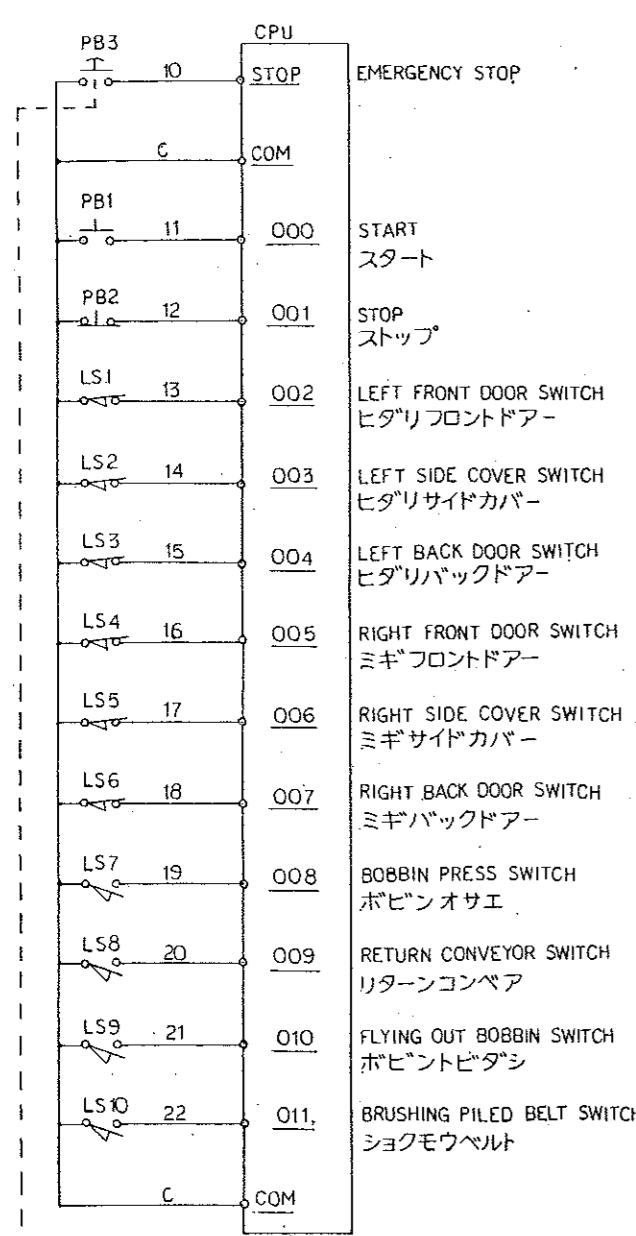 CPU
PB3 10 STOP EMERGENCY STOP
C COM
PB1 11 000 START
スタート
PB2 12 001 STOP
ストップ
LS1 13 002 LEFT FRONT DOOR SWITCH
ヒダリフロントドアー
LS2 14 003 LEFT SIDE COVER SWITCH
ヒダリサイドカバー
LS3 15 004 LEFT BACK DOOR SWITCH
ヒダリバックドアー
LS4 16 005 RIGHT FRONT DOOR SWITCH
ミギフロントドアー
LS5 17 006 RIGHT SIDE COVER SWITCH
ミギサイドカバー
LS6 18 007 RIGHT BACK DOOR SWITCH
ミギバックドアー
LS7 19 008 BOBBIN PRESS SWITCH
ボビンオサエ
LS8 20 009 RETURN CONVEYOR SWITCH
リターンコンベア
LS9 21 010 FLYING OUT BOBBIN SWITCH
ボビントビダシ
LS10 22 011 BRUSHING PILED BELT SWITCH
ショクモウベルト
C COM